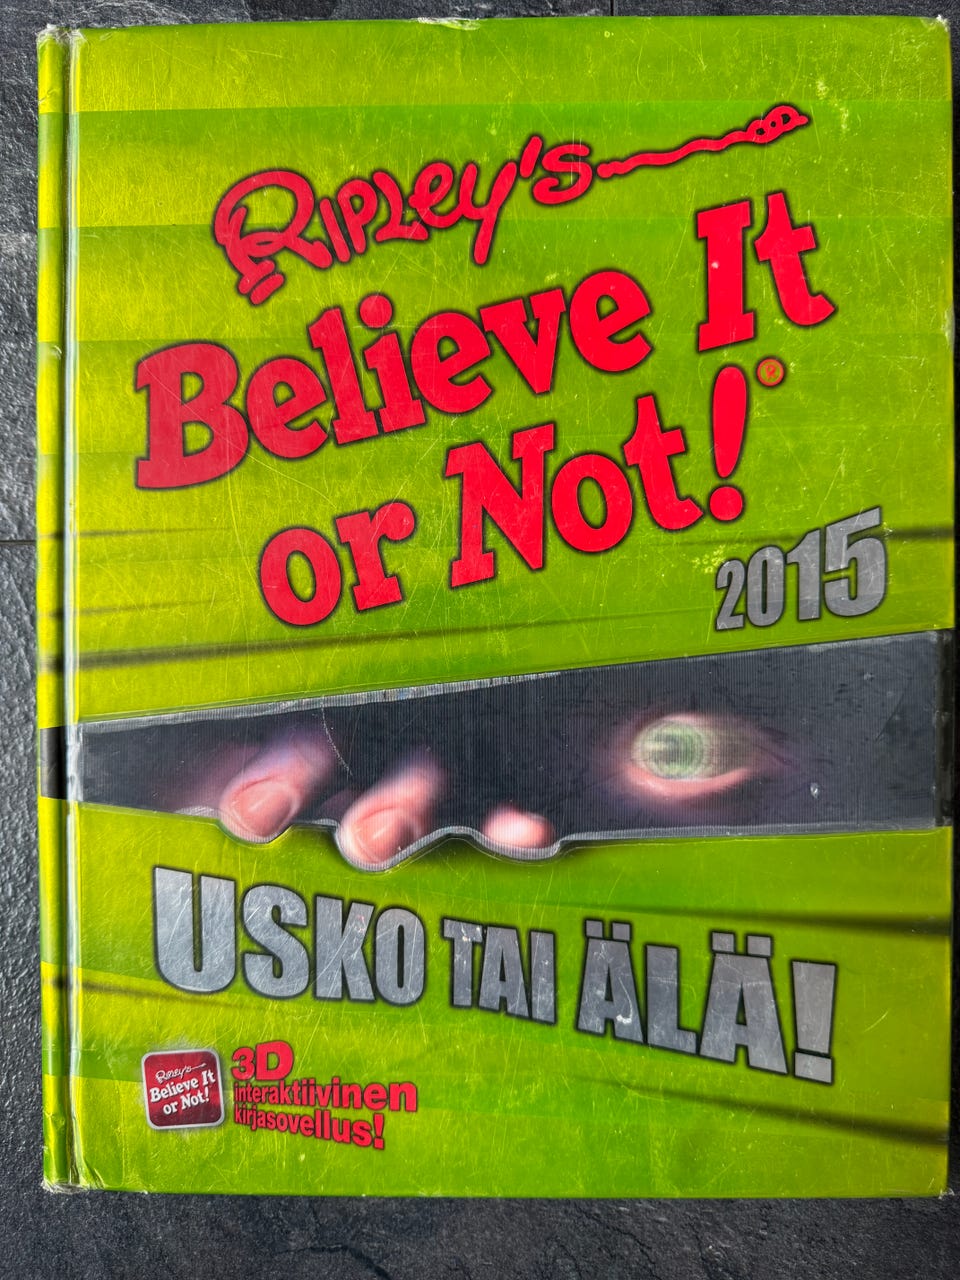 Ripley's
Believe It
or Not!®
2015
USKO TAI ÄLÄ!
Ripley's
Believe It
or Not!
3D
interaktiivinen
kirjasovellus!